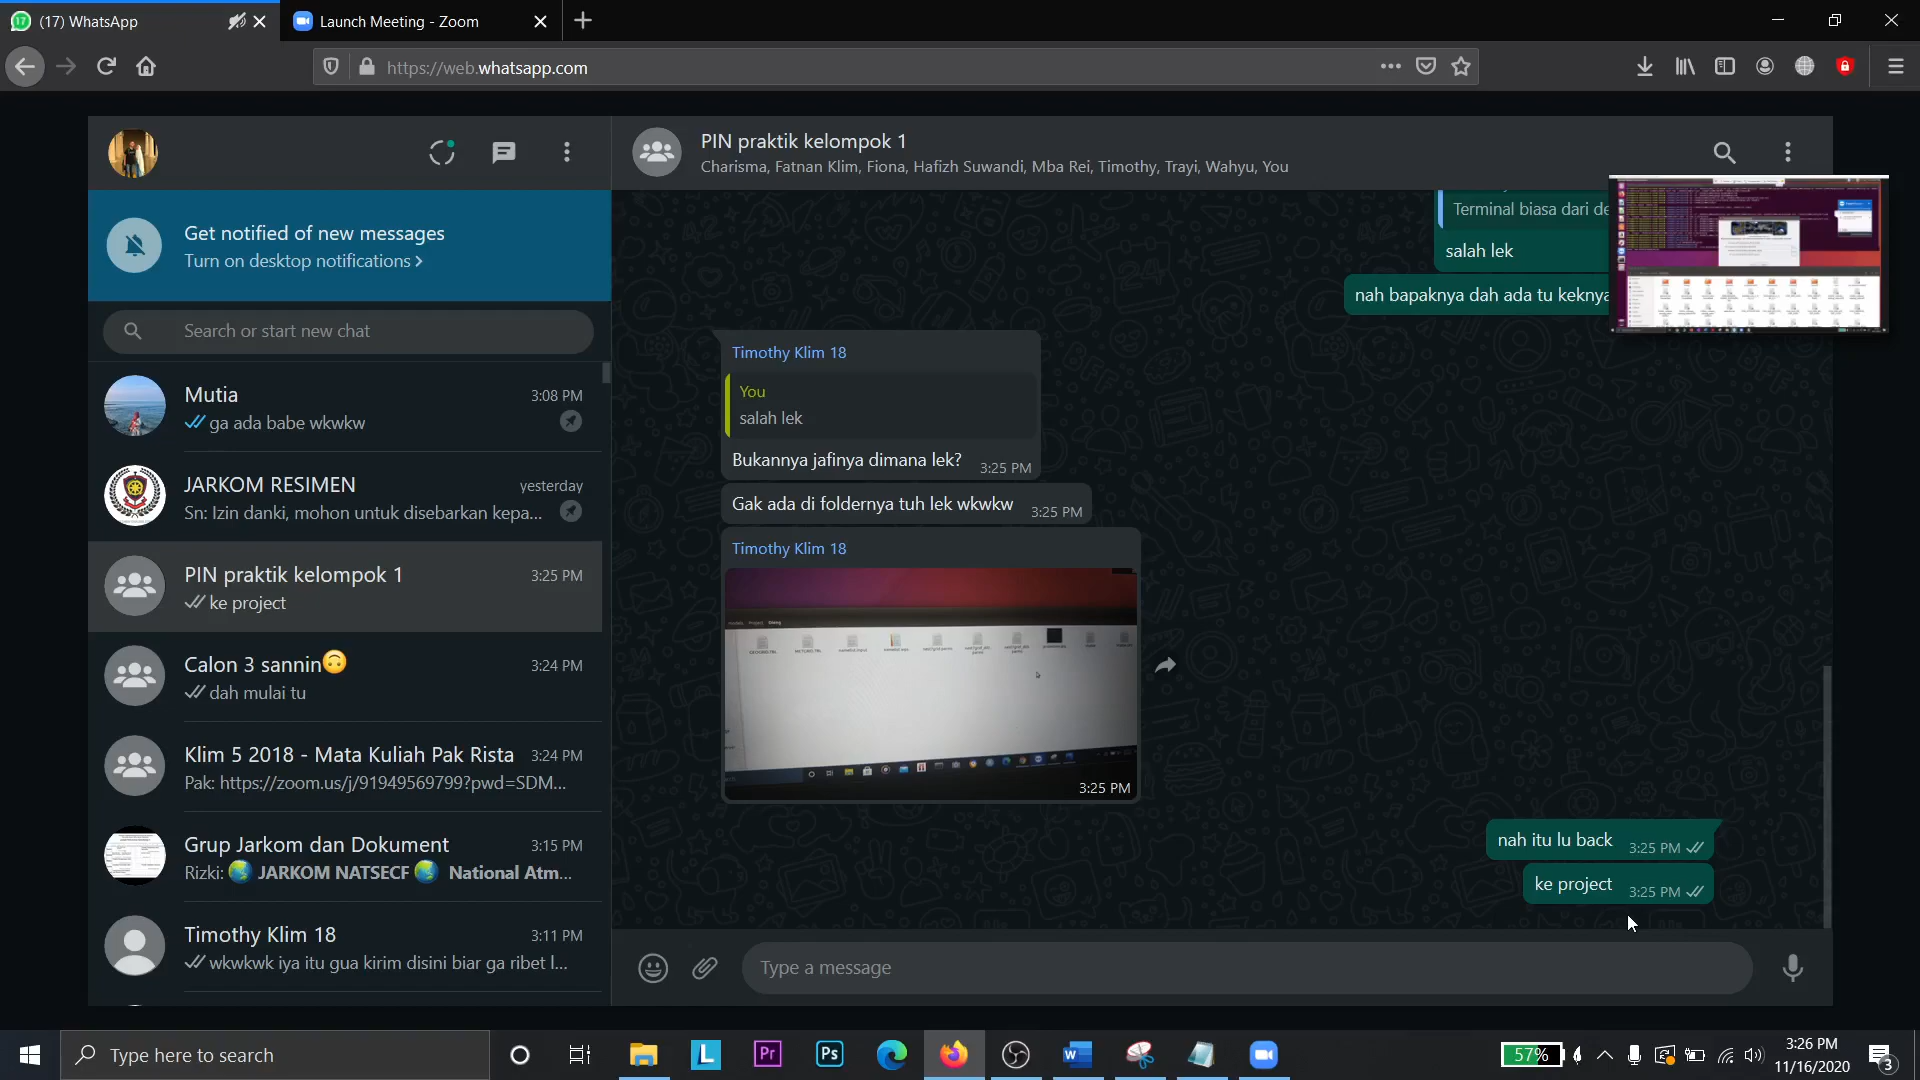 (17) WhatsApp
Launch Meeting - Zoom
https://web.whatsapp.com
Get notified of new messages
Turn on desktop notifications >
Search or start new chat
Mutia 3:08 PM
ga ada babe wkwkw
JARKOM RESIMEN yesterday
Sn: Izin danki, mohon untuk disebarkan kepa...
PIN praktik kelompok 1 3:25 PM
ke project
Calon 3 sannin🙃 3:24 PM
dah mulai tu
Klim 5 2018 - Mata Kuliah Pak Rista 3:24 PM
Pak: https://zoom.us/j/91949569799?pwd=SDM...
Grup Jarkom dan Dokument 3:15 PM
Rizki: 🌏 JARKOM NATSECF 🌏 National Atm...
Timothy Klim 18 3:11 PM
wkwkwk iya itu gua kirim disini biar ga ribet l...
PIN praktik kelompok 1
Charisma, Fatnan Klim, Fiona, Hafizh Suwandi, Mba Rei, Timothy, Trayi, Wahyu, You
Terminal biasa dari de
salah lek
nah bapaknya dah ada tu keknya
Timothy Klim 18
You
salah lek
Bukannya jafinya dimana lek? 3:25 PM
Gak ada di foldernya tuh lek wkwkw 3:25 PM
Timothy Klim 18
3:25 PM
nah itu lu back 3:25 PM
ke project 3:25 PM
Type a message
Type here to search
57%
3:26 PM
11/16/2020
3